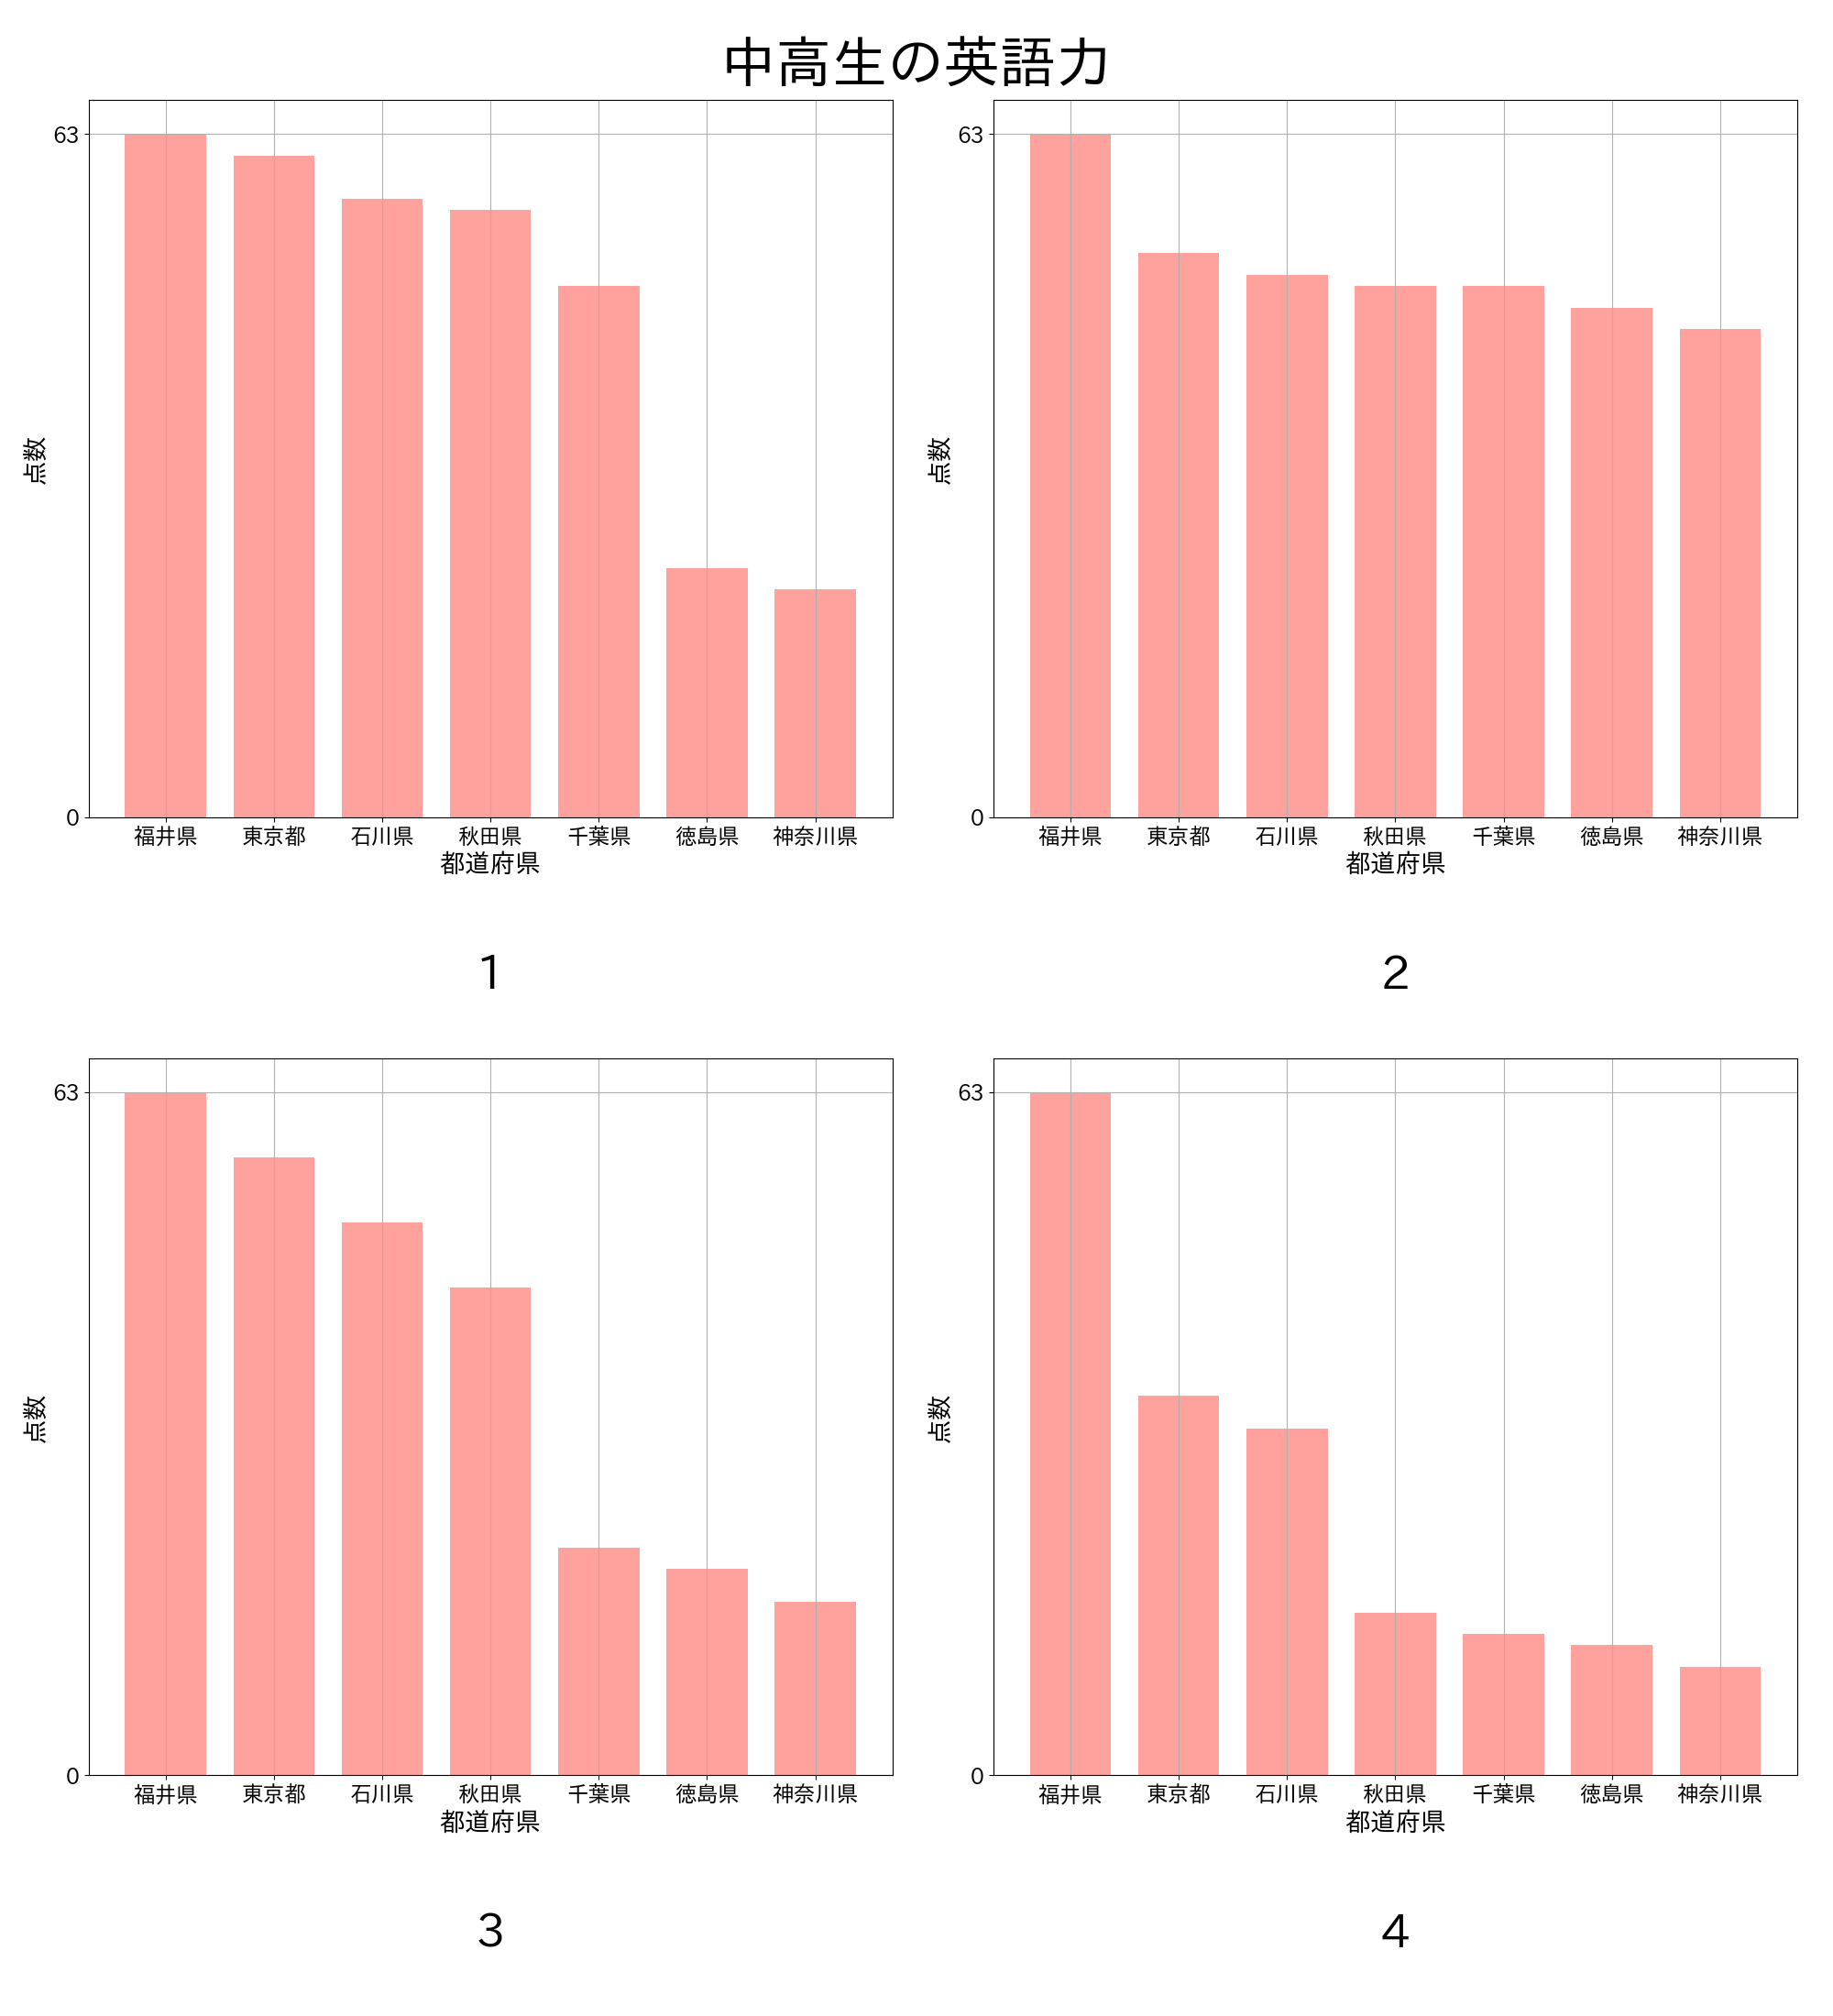 中高生の英語力
63
0
点数
福井県 東京都 石川県 秋田県 千葉県 徳島県 神奈川県
都道府県
1
63
0
点数
福井県 東京都 石川県 秋田県 千葉県 徳島県 神奈川県
都道府県
2
63
0
点数
福井県 東京都 石川県 秋田県 千葉県 徳島県 神奈川県
都道府県
3
63
0
点数
福井県 東京都 石川県 秋田県 千葉県 徳島県 神奈川県
都道府県
4